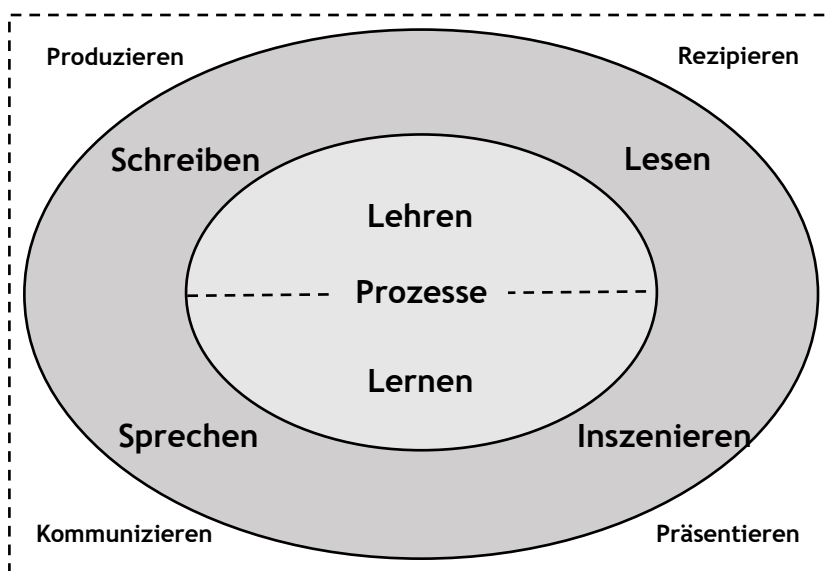 Produzieren
Rezipieren
Schreiben
Lesen
Lehren
Prozesse
Lernen
Sprechen
Inszenieren
Kommunizieren
Präsentieren